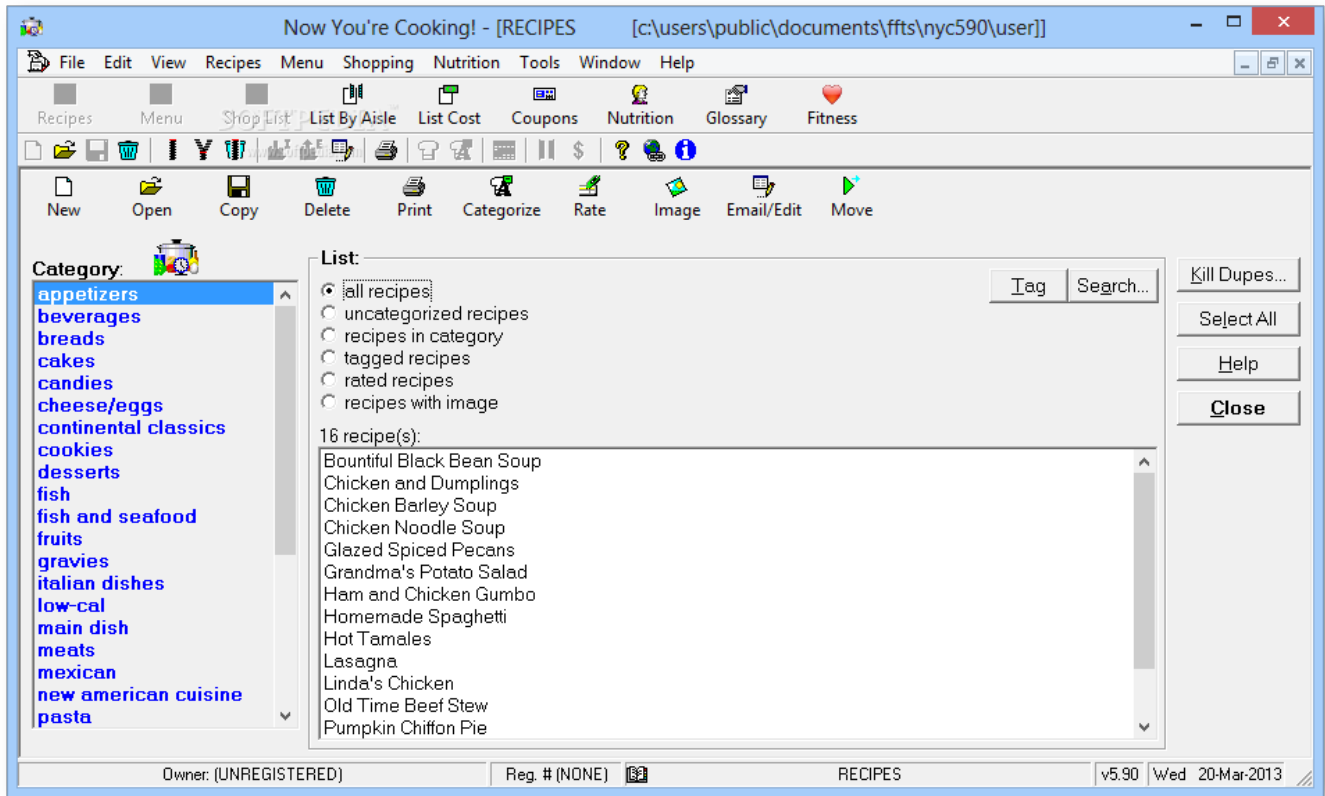 Now You're Cooking! - [RECIPES [c:\users\public\documents\ffts\nyc590\user]]
File Edit View Recipes Menu Shopping Nutrition Tools Window Help
Recipes Menu Shop List List By Aisle List Cost Coupons Nutrition Glossary Fitness
SOFTPEDIA
New Open Copy Delete Print Categorize Rate Image Email/Edit Move
Category:
appetizers
beverages
breads
cakes
candies
cheese/eggs
continental classics
cookies
desserts
fish
fish and seafood
fruits
gravies
italian dishes
low-cal
main dish
meats
mexican
new american cuisine
pasta
List:
all recipes
uncategorized recipes
recipes in category
tagged recipes
rated recipes
recipes with image
Tag Search...
16 recipe(s):
Bountiful Black Bean Soup
Chicken and Dumplings
Chicken Barley Soup
Chicken Noodle Soup
Glazed Spiced Pecans
Grandma's Potato Salad
Ham and Chicken Gumbo
Homemade Spaghetti
Hot Tamales
Lasagna
Linda's Chicken
Old Time Beef Stew
Pumpkin Chiffon Pie
Kill Dupes...
Select All
Help
Close
Owner: (UNREGISTERED) Reg. # (NONE) RECIPES v5.90 Wed 20-Mar-2013